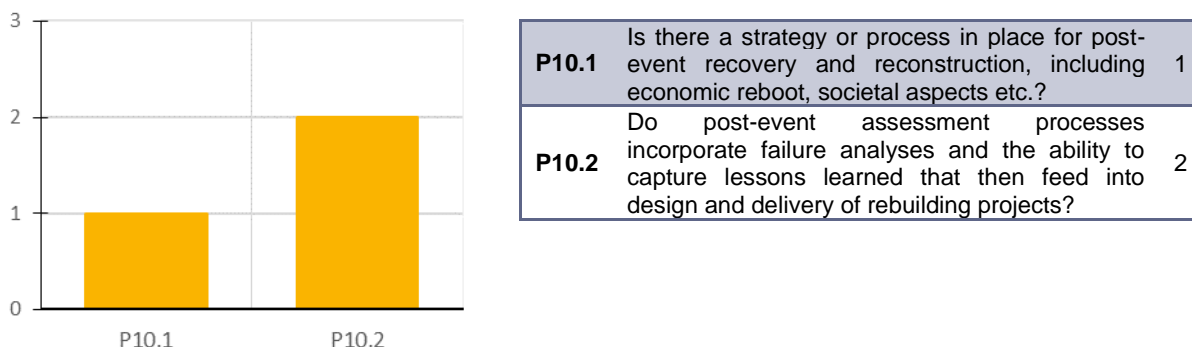 3
2
1
0
P10.1
P10.2
Is there a strategy or process in place for post-
P10.1 event recovery and reconstruction, including 1
economic reboot, societal aspects etc.?
Do post-event assessment processes
incorporate failure analyses and the ability to
P10.2 capture lessons learned that then feed into 2
design and delivery of rebuilding projects?